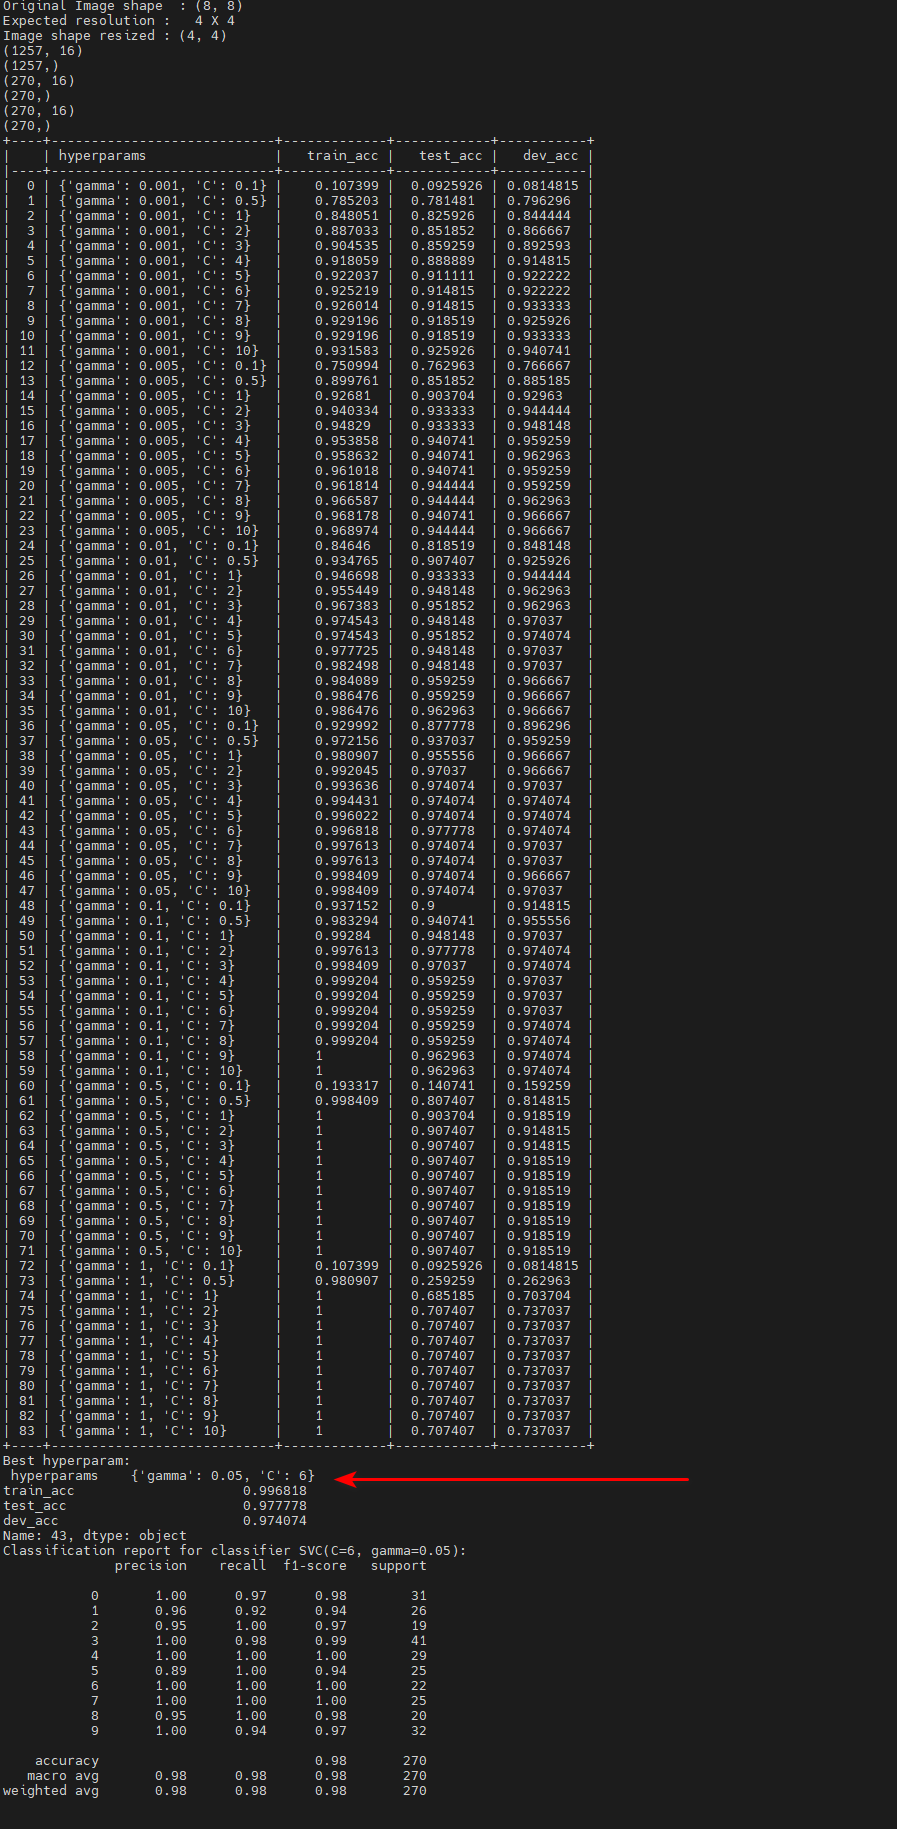 Original Image shape  : (8, 8)
Expected resolution :   4 X 4
Image shape resized : (4, 4)
(1257, 16)
(1257,)
(270, 16)
(270,)
(270, 16)
(270,)
+----+----------------------------+-------------+------------+-----------+
|    | hyperparams                |   train_acc |   test_acc |   dev_acc |
|----+----------------------------+-------------+------------+-----------|
|  0 | {'gamma': 0.001, 'C': 0.1} |    0.107399 |  0.0925926 | 0.0814815 |
|  1 | {'gamma': 0.001, 'C': 0.5} |    0.785203 |  0.781481  | 0.796296  |
|  2 | {'gamma': 0.001, 'C': 1}   |    0.848051 |  0.825926  | 0.844444  |
|  3 | {'gamma': 0.001, 'C': 2}   |    0.887033 |  0.851852  | 0.866667  |
|  4 | {'gamma': 0.001, 'C': 3}   |    0.904535 |  0.859259  | 0.892593  |
|  5 | {'gamma': 0.001, 'C': 4}   |    0.918059 |  0.888889  | 0.914815  |
|  6 | {'gamma': 0.001, 'C': 5}   |    0.922037 |  0.911111  | 0.922222  |
|  7 | {'gamma': 0.001, 'C': 6}   |    0.925219 |  0.914815  | 0.922222  |
|  8 | {'gamma': 0.001, 'C': 7}   |    0.926014 |  0.914815  | 0.933333  |
|  9 | {'gamma': 0.001, 'C': 8}   |    0.929196 |  0.918519  | 0.925926  |
| 10 | {'gamma': 0.001, 'C': 9}   |    0.929196 |  0.918519  | 0.933333  |
| 11 | {'gamma': 0.001, 'C': 10}  |    0.931583 |  0.925926  | 0.940741  |
| 12 | {'gamma': 0.005, 'C': 0.1} |    0.750994 |  0.762963  | 0.766667  |
| 13 | {'gamma': 0.005, 'C': 0.5} |    0.899761 |  0.851852  | 0.885185  |
| 14 | {'gamma': 0.005, 'C': 1}   |    0.92681  |  0.903704  | 0.92963   |
| 15 | {'gamma': 0.005, 'C': 2}   |    0.940334 |  0.933333  | 0.944444  |
| 16 | {'gamma': 0.005, 'C': 3}   |    0.94829  |  0.933333  | 0.948148  |
| 17 | {'gamma': 0.005, 'C': 4}   |    0.953858 |  0.940741  | 0.959259  |
| 18 | {'gamma': 0.005, 'C': 5}   |    0.958632 |  0.940741  | 0.962963  |
| 19 | {'gamma': 0.005, 'C': 6}   |    0.961018 |  0.940741  | 0.959259  |
| 20 | {'gamma': 0.005, 'C': 7}   |    0.961814 |  0.944444  | 0.959259  |
| 21 | {'gamma': 0.005, 'C': 8}   |    0.966587 |  0.944444  | 0.962963  |
| 22 | {'gamma': 0.005, 'C': 9}   |    0.968178 |  0.940741  | 0.966667  |
| 23 | {'gamma': 0.005, 'C': 10}  |    0.968974 |  0.944444  | 0.966667  |
| 24 | {'gamma': 0.01, 'C': 0.1}  |    0.84646  |  0.818519  | 0.848148  |
| 25 | {'gamma': 0.01, 'C': 0.5}  |    0.934765 |  0.907407  | 0.925926  |
| 26 | {'gamma': 0.01, 'C': 1}    |    0.946698 |  0.933333  | 0.944444  |
| 27 | {'gamma': 0.01, 'C': 2}    |    0.955449 |  0.948148  | 0.962963  |
| 28 | {'gamma': 0.01, 'C': 3}    |    0.967383 |  0.951852  | 0.962963  |
| 29 | {'gamma': 0.01, 'C': 4}    |    0.974543 |  0.948148  | 0.97037   |
| 30 | {'gamma': 0.01, 'C': 5}    |    0.974543 |  0.951852  | 0.974074  |
| 31 | {'gamma': 0.01, 'C': 6}    |    0.977725 |  0.948148  | 0.97037   |
| 32 | {'gamma': 0.01, 'C': 7}    |    0.982498 |  0.948148  | 0.97037   |
| 33 | {'gamma': 0.01, 'C': 8}    |    0.984089 |  0.959259  | 0.966667  |
| 34 | {'gamma': 0.01, 'C': 9}    |    0.986476 |  0.959259  | 0.966667  |
| 35 | {'gamma': 0.01, 'C': 10}   |    0.986476 |  0.962963  | 0.966667  |
| 36 | {'gamma': 0.05, 'C': 0.1}  |    0.929992 |  0.877778  | 0.896296  |
| 37 | {'gamma': 0.05, 'C': 0.5}  |    0.972156 |  0.937037  | 0.959259  |
| 38 | {'gamma': 0.05, 'C': 1}    |    0.980907 |  0.955556  | 0.966667  |
| 39 | {'gamma': 0.05, 'C': 2}    |    0.992045 |  0.97037   | 0.966667  |
| 40 | {'gamma': 0.05, 'C': 3}    |    0.993636 |  0.974074  | 0.97037   |
| 41 | {'gamma': 0.05, 'C': 4}    |    0.994431 |  0.974074  | 0.974074  |
| 42 | {'gamma': 0.05, 'C': 5}    |    0.996022 |  0.974074  | 0.974074  |
| 43 | {'gamma': 0.05, 'C': 6}    |    0.996818 |  0.977778  | 0.974074  |
| 44 | {'gamma': 0.05, 'C': 7}    |    0.997613 |  0.974074  | 0.97037   |
| 45 | {'gamma': 0.05, 'C': 8}    |    0.997613 |  0.974074  | 0.97037   |
| 46 | {'gamma': 0.05, 'C': 9}    |    0.998409 |  0.974074  | 0.966667  |
| 47 | {'gamma': 0.05, 'C': 10}   |    0.998409 |  0.974074  | 0.97037   |
| 48 | {'gamma': 0.1, 'C': 0.1}   |    0.937152 |  0.9       | 0.914815  |
| 49 | {'gamma': 0.1, 'C': 0.5}   |    0.983294 |  0.940741  | 0.955556  |
| 50 | {'gamma': 0.1, 'C': 1}     |    0.99284  |  0.948148  | 0.97037   |
| 51 | {'gamma': 0.1, 'C': 2}     |    0.997613 |  0.977778  | 0.974074  |
| 52 | {'gamma': 0.1, 'C': 3}     |    0.998409 |  0.97037   | 0.974074  |
| 53 | {'gamma': 0.1, 'C': 4}     |    0.999204 |  0.959259  | 0.97037   |
| 54 | {'gamma': 0.1, 'C': 5}     |    0.999204 |  0.959259  | 0.97037   |
| 55 | {'gamma': 0.1, 'C': 6}     |    0.999204 |  0.959259  | 0.97037   |
| 56 | {'gamma': 0.1, 'C': 7}     |    0.999204 |  0.959259  | 0.974074  |
| 57 | {'gamma': 0.1, 'C': 8}     |    0.999204 |  0.959259  | 0.974074  |
| 58 | {'gamma': 0.1, 'C': 9}     |    1        |  0.962963  | 0.974074  |
| 59 | {'gamma': 0.1, 'C': 10}    |    1        |  0.962963  | 0.974074  |
| 60 | {'gamma': 0.5, 'C': 0.1}   |    0.193317 |  0.140741  | 0.159259  |
| 61 | {'gamma': 0.5, 'C': 0.5}   |    0.998409 |  0.807407  | 0.814815  |
| 62 | {'gamma': 0.5, 'C': 1}     |    1        |  0.903704  | 0.918519  |
| 63 | {'gamma': 0.5, 'C': 2}     |    1        |  0.907407  | 0.914815  |
| 64 | {'gamma': 0.5, 'C': 3}     |    1        |  0.907407  | 0.914815  |
| 65 | {'gamma': 0.5, 'C': 4}     |    1        |  0.907407  | 0.918519  |
| 66 | {'gamma': 0.5, 'C': 5}     |    1        |  0.907407  | 0.918519  |
| 67 | {'gamma': 0.5, 'C': 6}     |    1        |  0.907407  | 0.918519  |
| 68 | {'gamma': 0.5, 'C': 7}     |    1        |  0.907407  | 0.918519  |
| 69 | {'gamma': 0.5, 'C': 8}     |    1        |  0.907407  | 0.918519  |
| 70 | {'gamma': 0.5, 'C': 9}     |    1        |  0.907407  | 0.918519  |
| 71 | {'gamma': 0.5, 'C': 10}    |    1        |  0.907407  | 0.918519  |
| 72 | {'gamma': 1, 'C': 0.1}     |    0.107399 |  0.0925926 | 0.0814815 |
| 73 | {'gamma': 1, 'C': 0.5}     |    0.980907 |  0.259259  | 0.262963  |
| 74 | {'gamma': 1, 'C': 1}       |    1        |  0.685185  | 0.703704  |
| 75 | {'gamma': 1, 'C': 2}       |    1        |  0.707407  | 0.737037  |
| 76 | {'gamma': 1, 'C': 3}       |    1        |  0.707407  | 0.737037  |
| 77 | {'gamma': 1, 'C': 4}       |    1        |  0.707407  | 0.737037  |
| 78 | {'gamma': 1, 'C': 5}       |    1        |  0.707407  | 0.737037  |
| 79 | {'gamma': 1, 'C': 6}       |    1        |  0.707407  | 0.737037  |
| 80 | {'gamma': 1, 'C': 7}       |    1        |  0.707407  | 0.737037  |
| 81 | {'gamma': 1, 'C': 8}       |    1        |  0.707407  | 0.737037  |
| 82 | {'gamma': 1, 'C': 9}       |    1        |  0.707407  | 0.737037  |
| 83 | {'gamma': 1, 'C': 10}      |    1        |  0.707407  | 0.737037  |
+----+----------------------------+-------------+------------+-----------+
Best hyperparam:
 hyperparams    {'gamma': 0.05, 'C': 6}
train_acc                     0.996818
test_acc                      0.977778
dev_acc                       0.974074
Name: 43, dtype: object
Classification report for classifier SVC(C=6, gamma=0.05):
              precision    recall  f1-score   support

           0       1.00      0.97      0.98        31
           1       0.96      0.92      0.94        26
           2       0.95      1.00      0.97        19
           3       1.00      0.98      0.99        41
           4       1.00      1.00      1.00        29
           5       0.89      1.00      0.94        25
           6       1.00      1.00      1.00        22
           7       1.00      1.00      1.00        25
           8       0.95      1.00      0.98        20
           9       1.00      0.94      0.97        32

    accuracy                           0.98       270
   macro avg       0.98      0.98      0.98       270
weighted avg       0.98      0.98      0.98       270